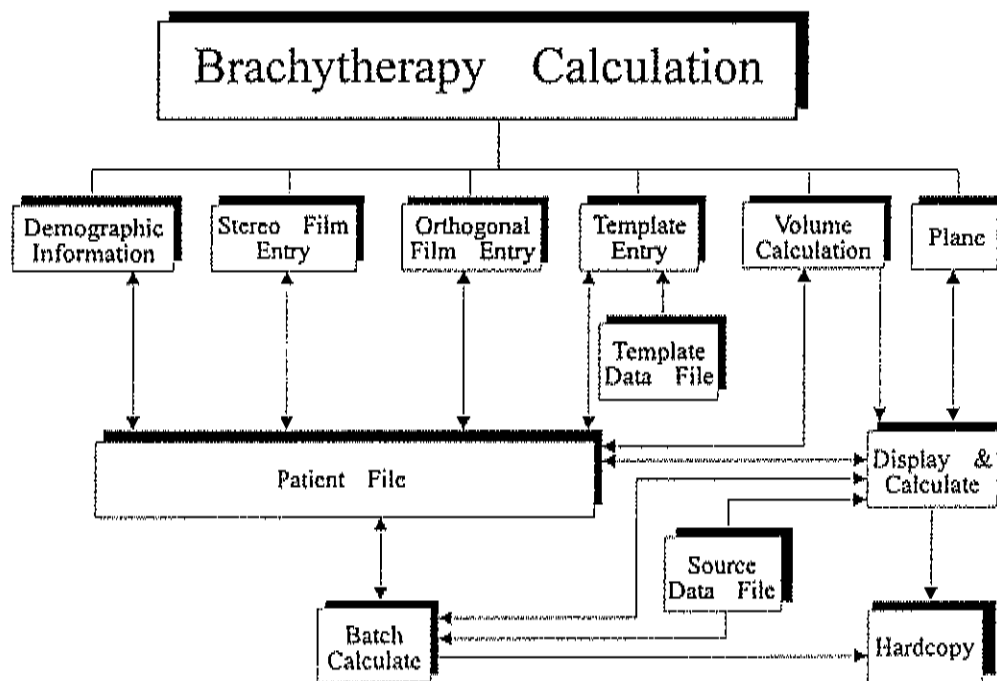 Brachytherapy Calculation
Demographic
Information
Stereo Film
Entry
Orthogonal
Film Entry
Template
Entry
Volume
Calculation
Plane
Template
Data File
Patient File
Display &
Calculate
Source
Data File
Batch
Calculate
Hardcopy